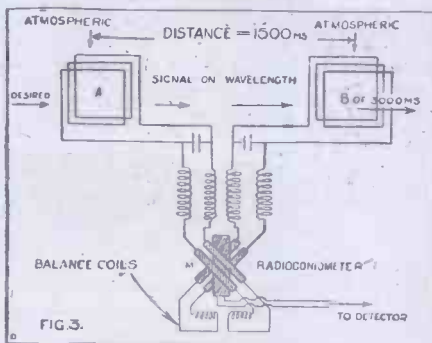 ATMOSPHERIC
ATMOSPHERIC
DISTANCE = 1500 MS
SIGNAL ON WAVELENGTH
DESIRED
A
B OF 3000 MS
M
BALANCE COILS
RADIOGONIOMETER
TO DETECTOR
FIG. 3.